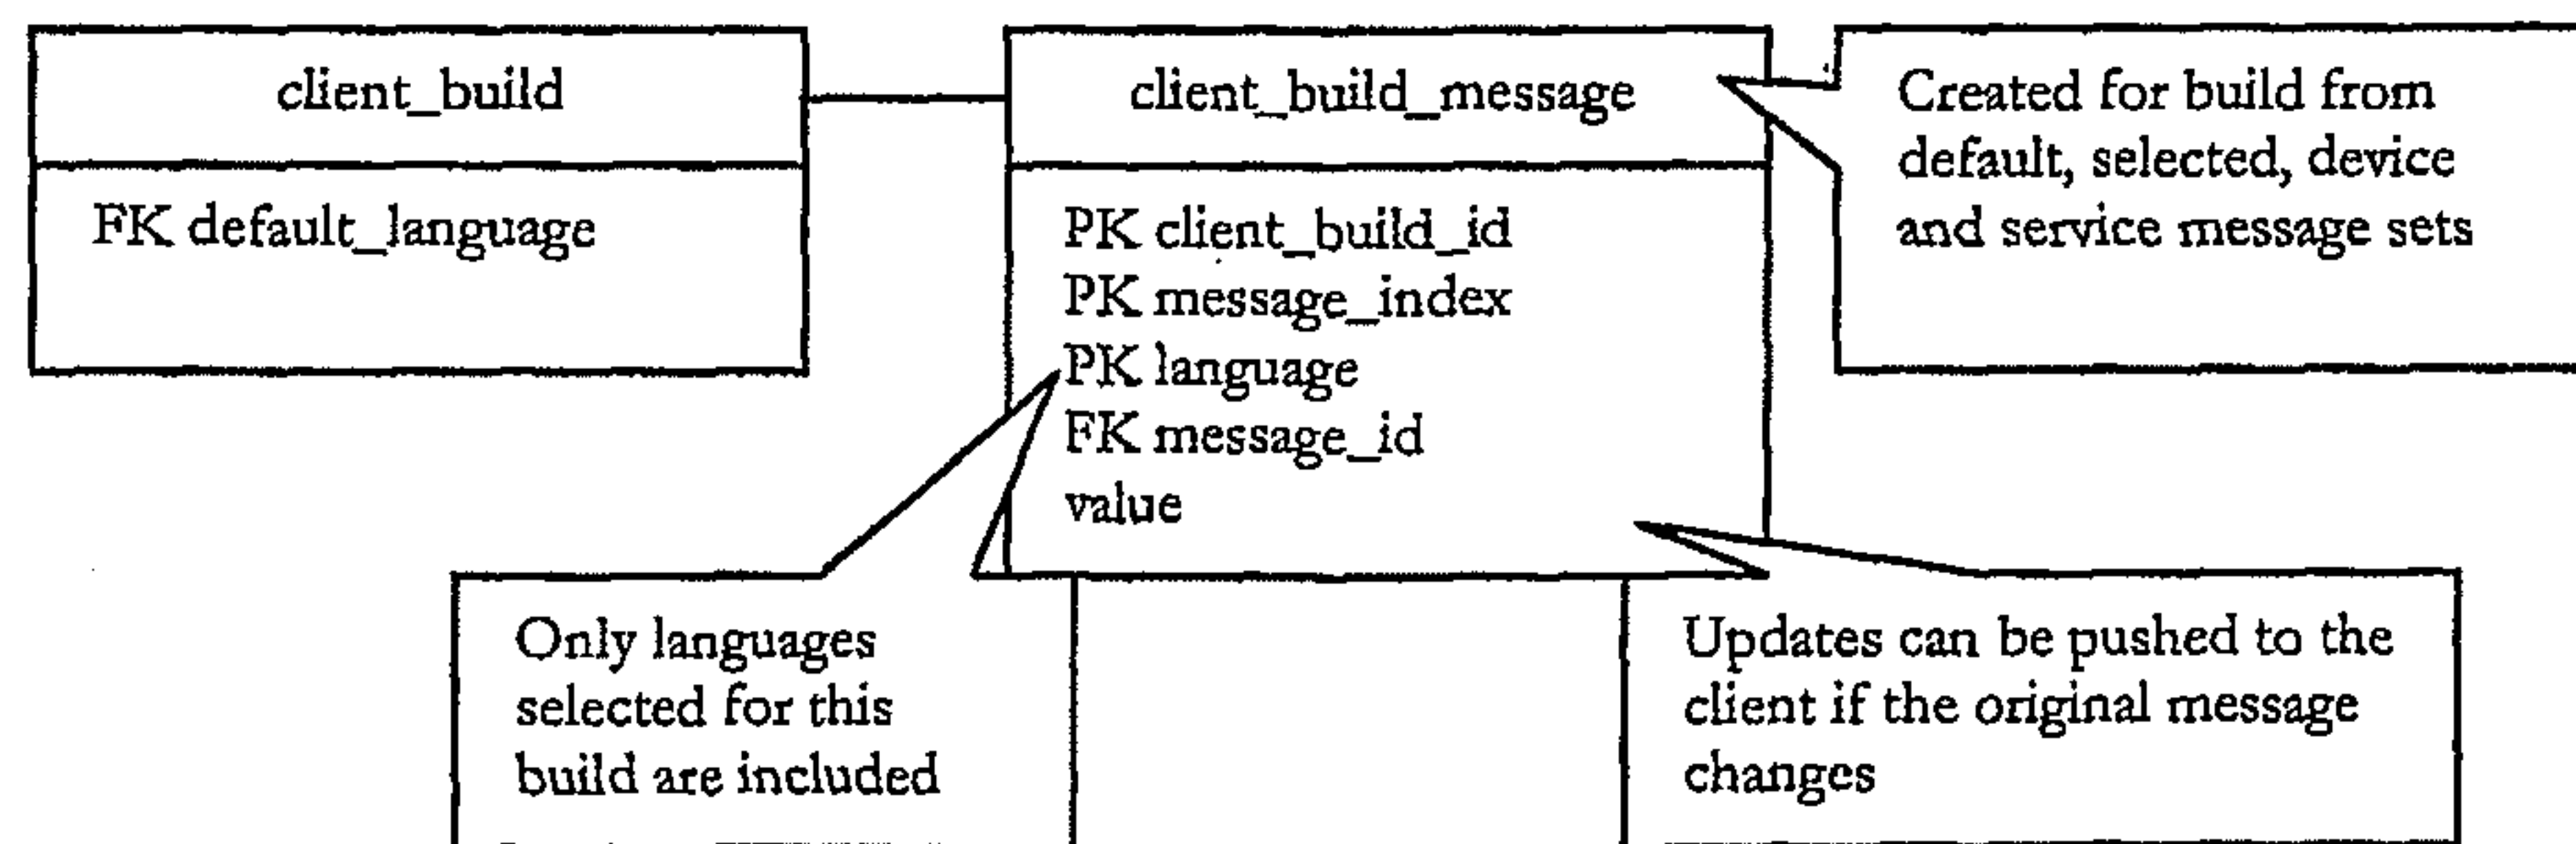 client_build
FK default_language
client_build_message
PK client_build_id
PK message_index
PK language
FK message_id
value
Created for build from
default, selected, device
and service message sets
Only languages
selected for this
build are included
Updates can be pushed to the
client if the original message
changes